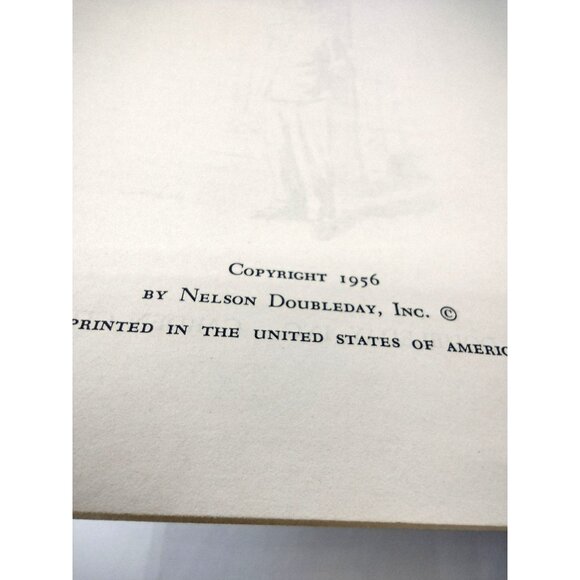 Copyright 1956
by Nelson Doubleday, Inc. ©
Printed in the United States of Americ